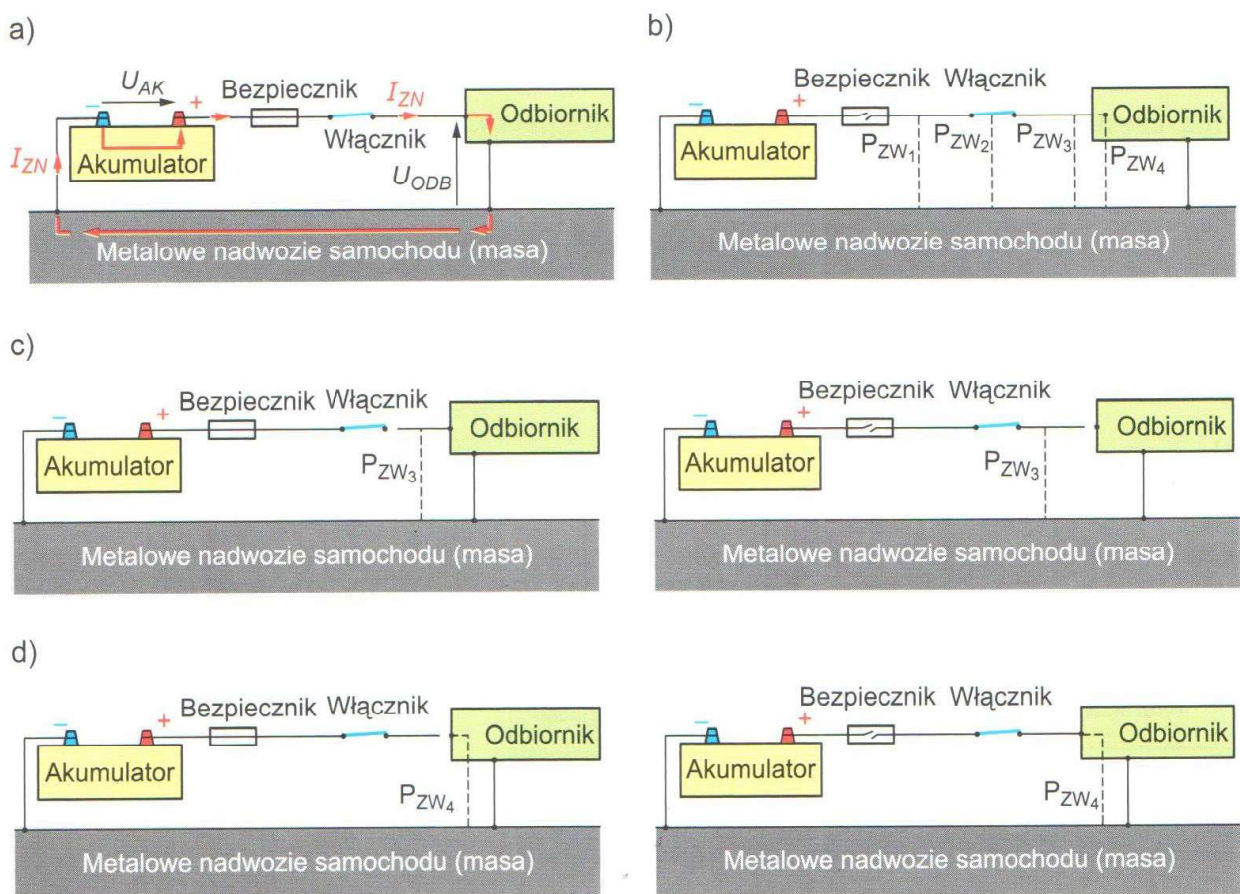 a)
U_AK
− + Bezpiecznik I_ZN
Odbiornik
Włącznik
I_ZN
Akumulator
U_ODB
Metalowe nadwozie samochodu (masa)
b)
Bezpiecznik Włącznik
− +
Odbiornik
Akumulator
P_ZW1 P_ZW2 P_ZW3 P_ZW4
Metalowe nadwozie samochodu (masa)
c)
− + Bezpiecznik Włącznik
Odbiornik
Akumulator
P_ZW3
Metalowe nadwozie samochodu (masa)
Bezpiecznik Włącznik
− +
Odbiornik
Akumulator
P_ZW3
Metalowe nadwozie samochodu (masa)
d)
− + Bezpiecznik Włącznik
Odbiornik
Akumulator
P_ZW4
Metalowe nadwozie samochodu (masa)
Bezpiecznik Włącznik
− +
Odbiornik
Akumulator
P_ZW4
Metalowe nadwozie samochodu (masa)